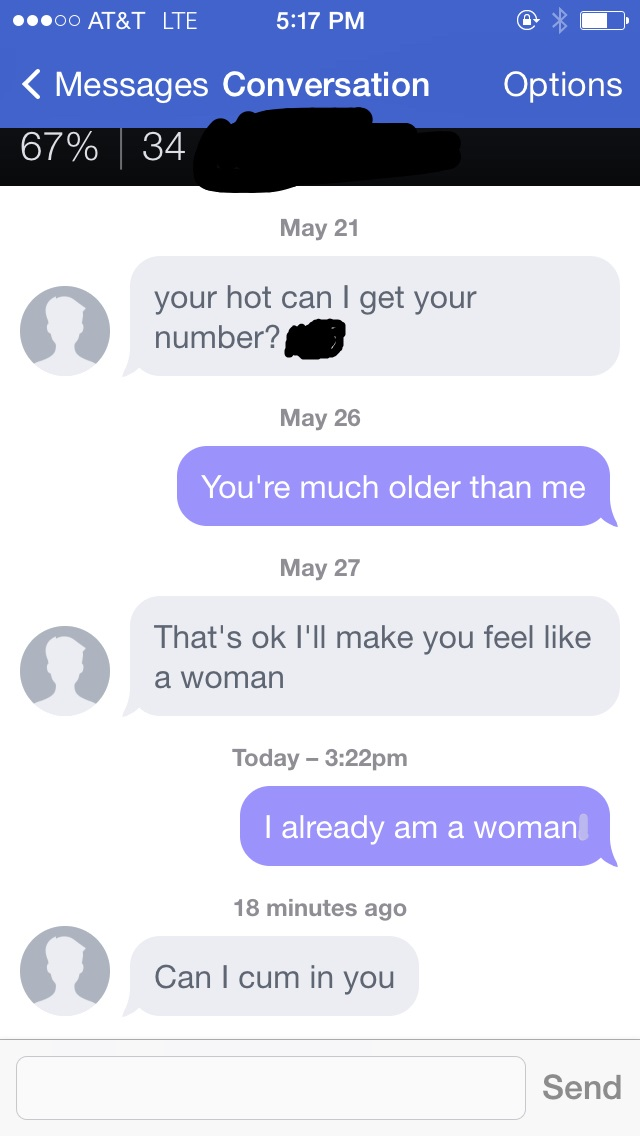 AT&T LTE 5:17 PM
Messages Conversation Options
67% | 34
May 21
your hot can I get your
number?
May 26
You're much older than me
May 27
That's ok I'll make you feel like
a woman
Today – 3:22pm
I already am a woman
18 minutes ago
Can I cum in you
Send